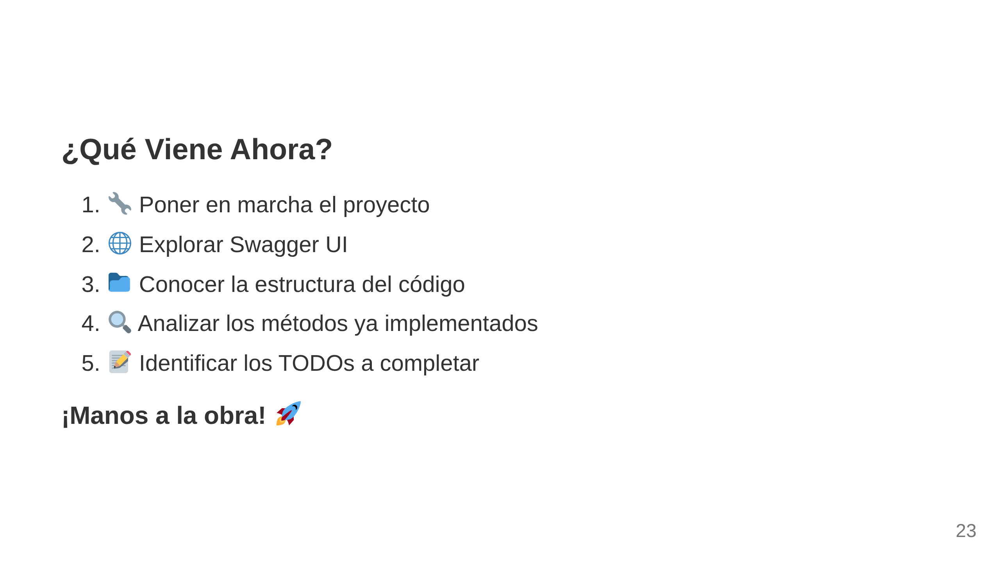 ¿Qué Viene Ahora?
1. 🔧 Poner en marcha el proyecto
2. 🌐 Explorar Swagger UI
3. 📁 Conocer la estructura del código
4. 🔍 Analizar los métodos ya implementados
5. 📝 Identificar los TODOs a completar
¡Manos a la obra! 🚀
23